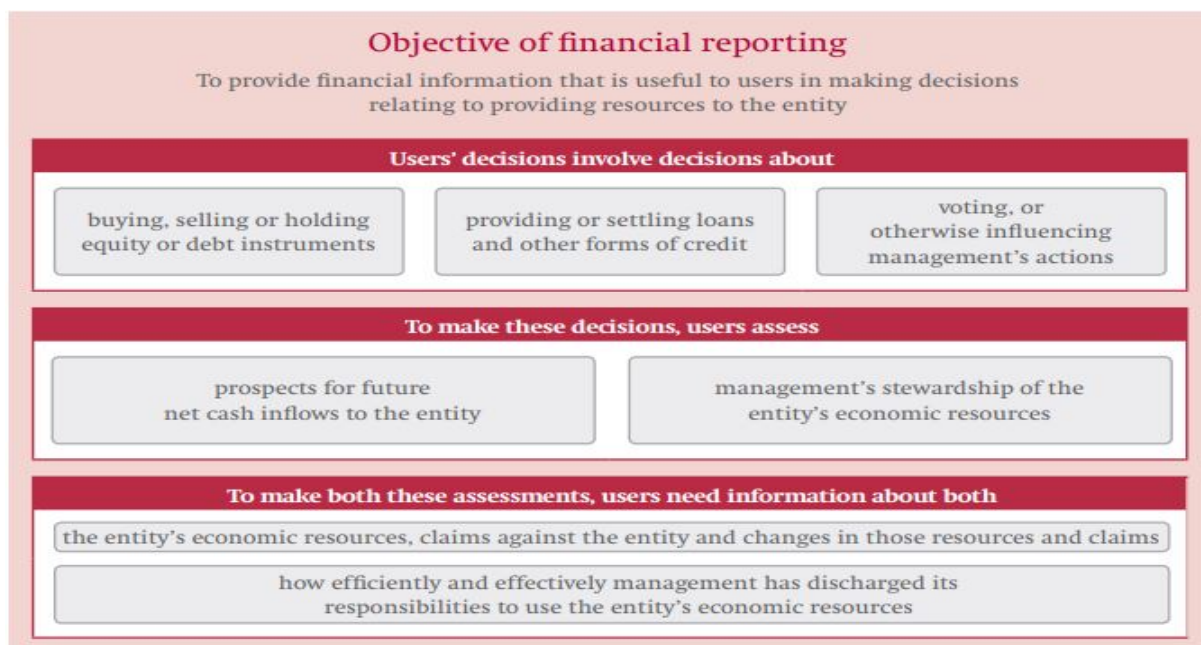 Objective of financial reporting
To provide financial information that is useful to users in making decisions
relating to providing resources to the entity
Users’ decisions involve decisions about
buying, selling or holding
equity or debt instruments
providing or settling loans
and other forms of credit
voting, or
otherwise influencing
management’s actions
To make these decisions, users assess
prospects for future
net cash inflows to the entity
management’s stewardship of the
entity’s economic resources
To make both these assessments, users need information about both
the entity’s economic resources, claims against the entity and changes in those resources and claims
how efficiently and effectively management has discharged its
responsibilities to use the entity’s economic resources